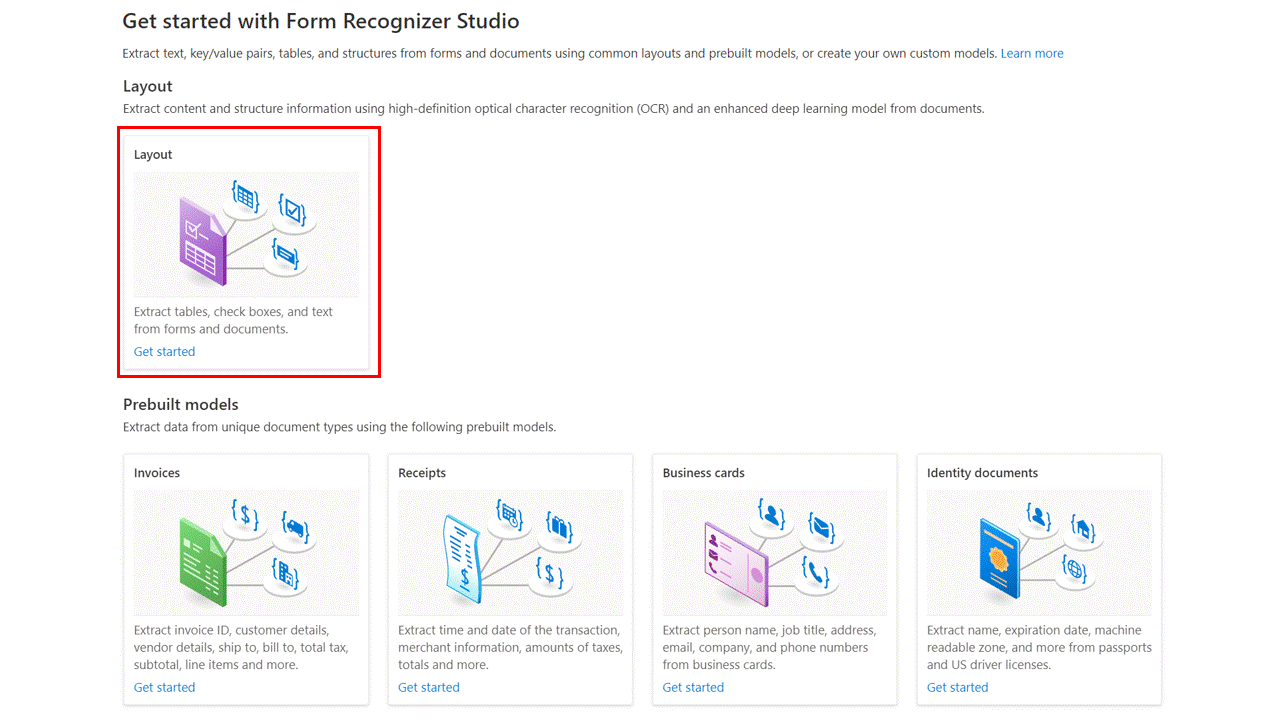 Get started with Form Recognizer Studio
Extract text, key/value pairs, tables, and structures from forms and documents using common layouts and prebuilt models, or create your own custom models. Learn more
Layout
Extract content and structure information using high-definition optical character recognition (OCR) and an enhanced deep learning model from documents.
Layout
Extract tables, check boxes, and text
from forms and documents.
Get started
Prebuilt models
Extract data from unique document types using the following prebuilt models.
Invoices
Extract invoice ID, customer details,
vendor details, ship to, bill to, total tax,
subtotal, line items and more.
Get started
Receipts
Extract time and date of the transaction,
merchant information, amounts of taxes,
totals and more.
Get started
Business cards
Extract person name, job title, address,
email, company, and phone numbers
from business cards.
Get started
Identity documents
Extract name, expiration date, machine
readable zone, and more from passports
and US driver licenses.
Get started